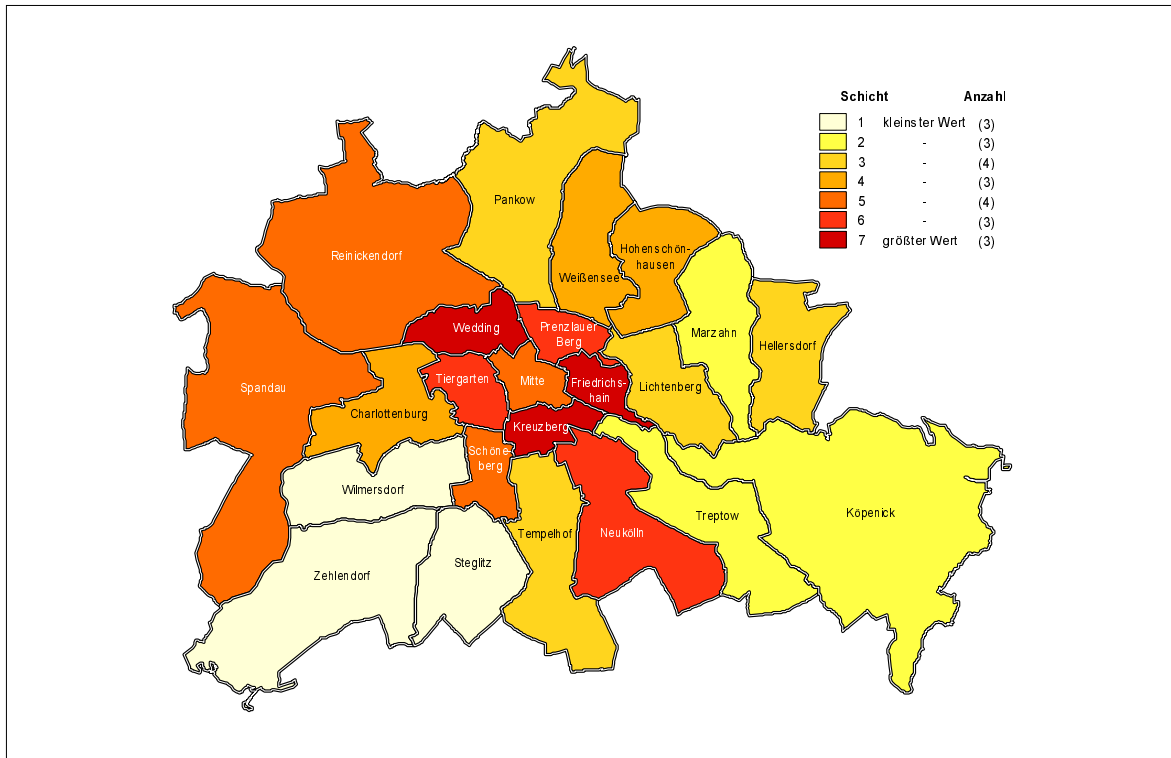 Schicht Anzahl
1 kleinster Wert (3)
2 - (3)
3 - (4)
4 - (3)
5 - (4)
6 - (3)
7 größter Wert (3)
Pankow
Hohenschön-
hausen
Reinickendorf
Weißensee
Wedding
Prenzlauer
Berg
Marzahn
Hellersdorf
Tiergarten
Mitte
Friedrichs-
hain
Lichtenberg
Spandau
Charlottenburg
Kreuzberg
Schöne-
berg
Wilmersdorf
Treptow
Köpenick
Tempelhof
Neukölln
Steglitz
Zehlendorf